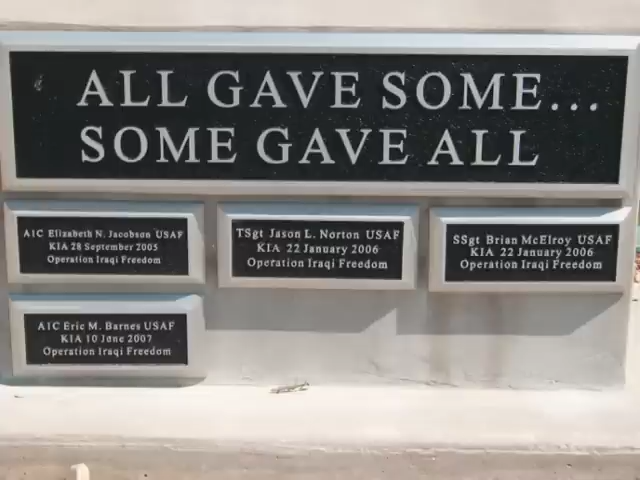 ALL GAVE SOME...
SOME GAVE ALL
A1C Elizabeth N. Jacobson USAF
KIA 28 September 2005
Operation Iraqi Freedom
TSgt Jason L. Norton USAF
KIA 22 January 2006
Operation Iraqi Freedom
SSgt Brian McElroy USAF
KIA 22 January 2006
Operation Iraqi Freedom
A1C Eric M. Barnes USAF
KIA 10 June 2007
Operation Iraqi Freedom